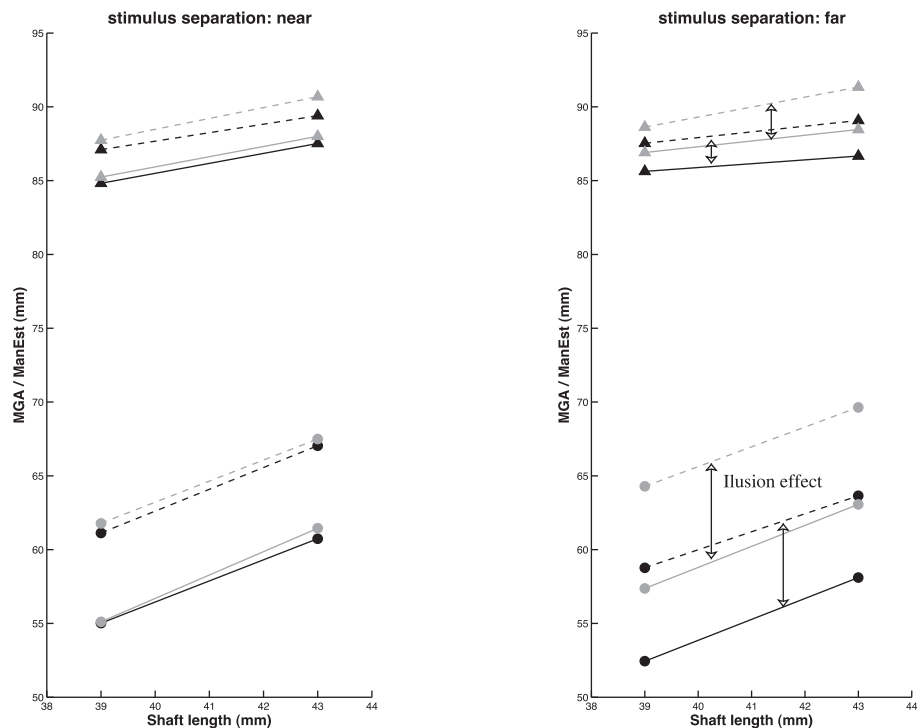 stimulus separation: near
95
90
85
80
75
70
65
60
55
50
38 39 40 41 42 43 44
MGA / ManEst (mm)
Shaft length (mm)
stimulus separation: far
95
90
85
80
75
70
65
60
55
50
38 39 40 41 42 43 44
MGA / ManEst (mm)
Shaft length (mm)
Ilusion effect